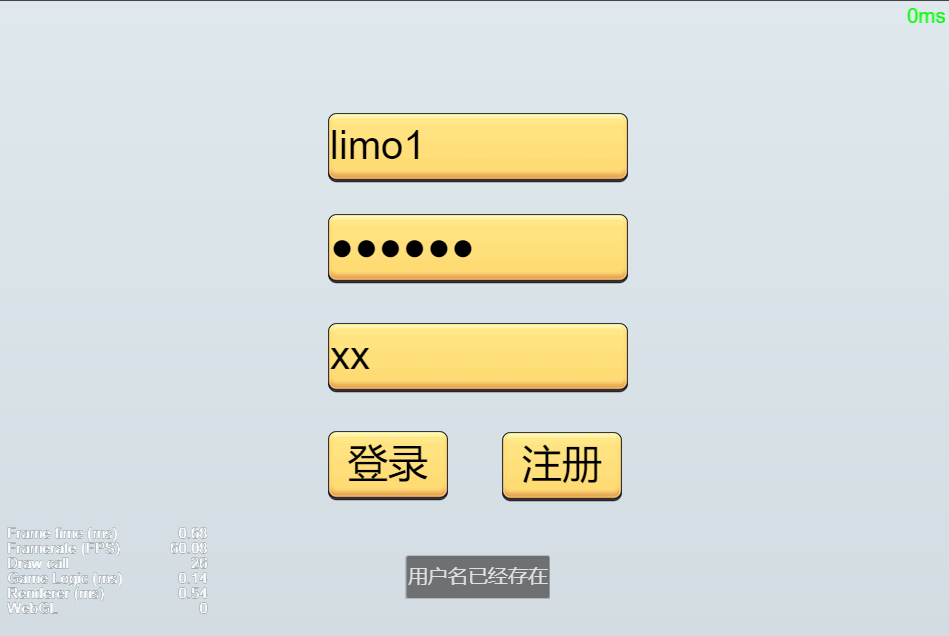 0ms
limo1
●●●●●●
xx
登录 注册
Frame time (ms) 0.68
Framerate (FPS) 60.08
Draw call 26
Game Logic (ms) 0.14
Renderer (ms) 0.54
WebGL 0
用户名已经存在